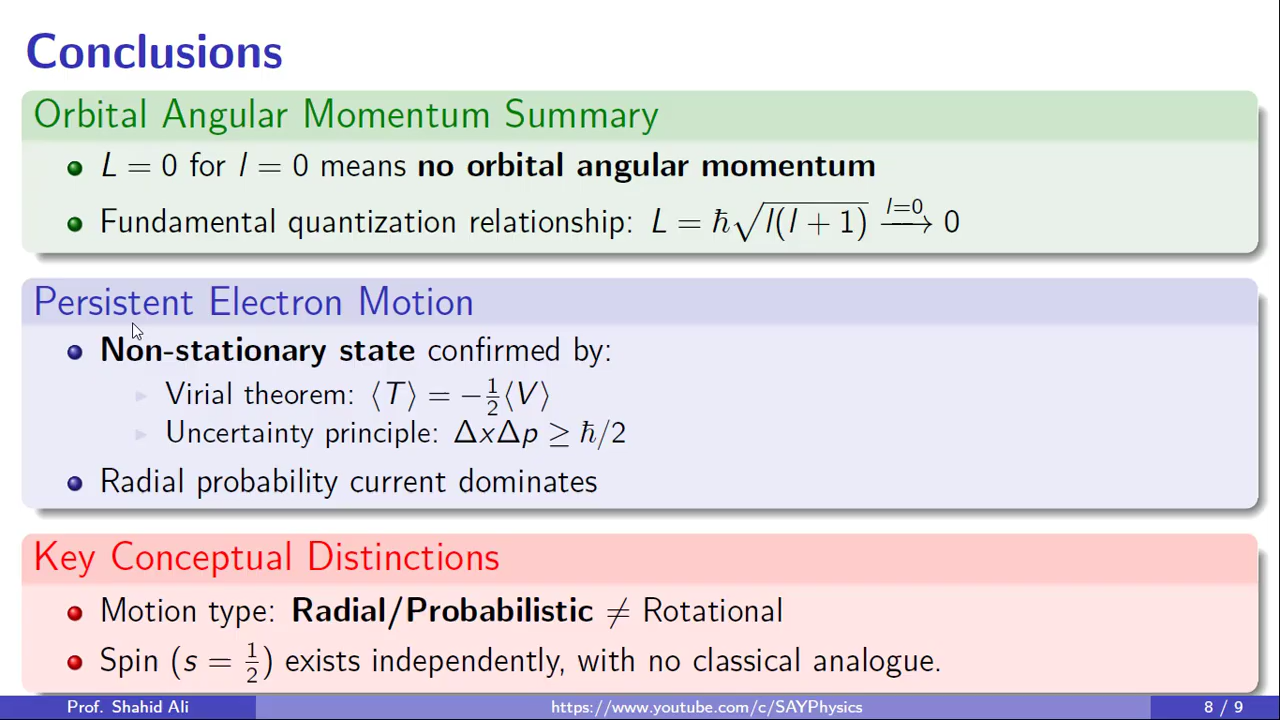 Conclusions
Orbital Angular Momentum Summary
L = 0 for l = 0 means no orbital angular momentum
Fundamental quantization relationship: L = ℏ√l(l + 1) —l=0→ 0
Persistent Electron Motion
Non-stationary state confirmed by:
Virial theorem: ⟨T⟩ = −½⟨V⟩
Uncertainty principle: ΔxΔp ≥ ℏ/2
Radial probability current dominates
Key Conceptual Distinctions
Motion type: Radial/Probabilistic ≠ Rotational
Spin (s = ½) exists independently, with no classical analogue.
Prof. Shahid Ali https://www.youtube.com/c/SAYPhysics 8 / 9